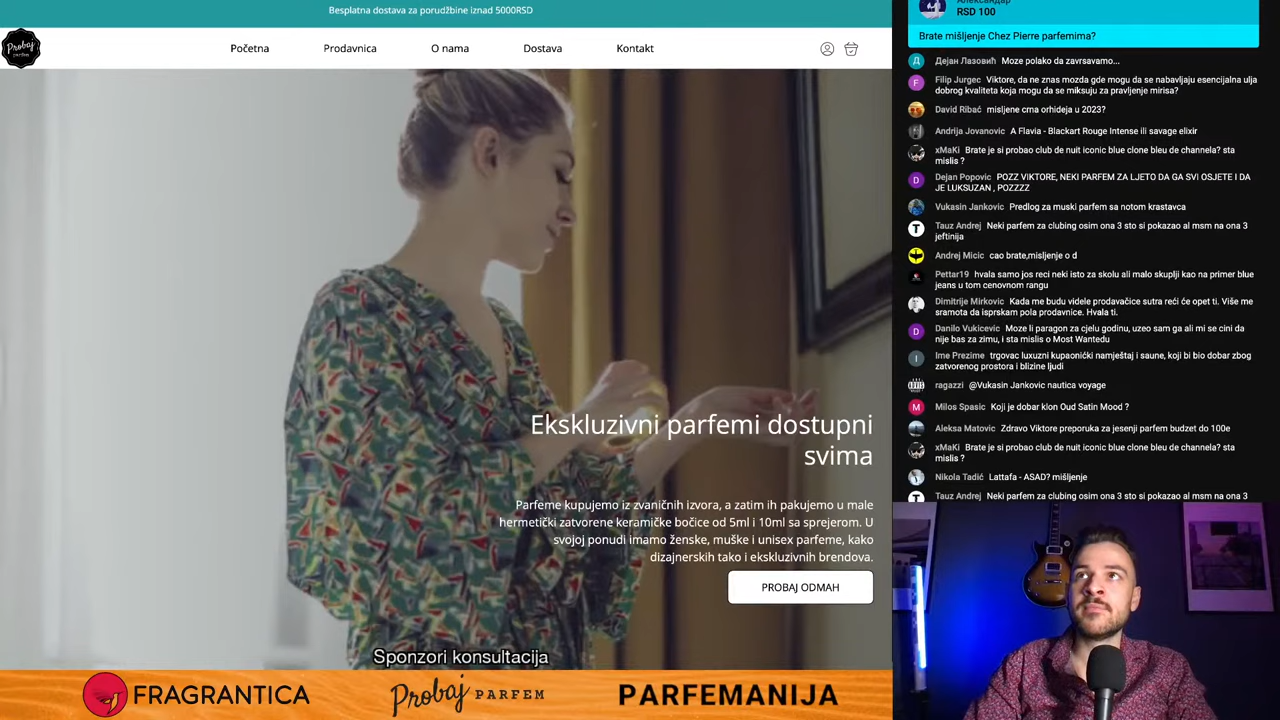 Besplatna dostava za porudžbine iznad 5000RSD
Probaj
Početna
Prodavnica
O nama
Dostava
Kontakt
Ekskluzivni parfemi dostupni
svima
Parfeme kupujemo iz zvaničnih izvora, a zatim ih pakujemo u male
hermetički zatvorene keramičke bočice od 5ml i 10ml sa sprejerom. U
svojoj ponudi imamo ženske, muške i unisex parfeme, kako
dizajnerskih tako i ekskluzivnih brendova.
PROBAJ ODMAH
Sponzori konsultacija
FRAGRANTICA
Probaj PARFEM
PARFEMANIJA
Александар
RSD 100
Brate mišljenje Chez Pierre parfemima?
Дејан Лазовић Moze polako da zavrsavamo...
Filip Jurgec Viktore, da ne znas mozda gde mogu da se nabavljaju esencijalna ulja
dobrog kvaliteta koja mogu da se miksuju za pravljenje mirisa?
David Ribać misljene crna orhideja u 2023?
Andrija Jovanovic A Flavia - Blackart Rouge Intense ili savage elixir
xMaKi Brate je si probao club de nuit iconic blue clone bleu de channela? sta
mislis ?
Dejan Popovic POZZ VIKTORE, NEKI PARFEM ZA LJETO DA GA SVI OSJETE I DA
JE LUKSUZAN , POZZZZ
Vukasin Jankovic Predlog za muski parfem sa notom krastavca
Tauz Andrej Neki parfem za clubing osim ona 3 sto si pokazao al msm na ona 3
jeftinija
Andrej Micic cao brate,misljenje o d
Pettar19 hvala samo jos reci neki isto za skolu ali malo skuplji kao na primer blue
jeans u tom cenovnom rangu
Dimitrije Mirkovic Kada me budu videle prodavačice sutra reći će opet ti. Više me
sramota da isprskam pola prodavnice. Hvala ti.
Danilo Vukicevic Moze li paragon za cjelu godinu, uzeo sam ga ali mi se cini da
nije bas za zimu, i sta mislis o Most Wantedu
Ime Prezime trgovac luxuzni kupaonički namještaj i saune, koji bi bio dobar zbog
zatvorenog prostora i blizine ljudi
ragazzi @Vukasin Jankovic nautica voyage
Milos Spasic Koji je dobar klon Oud Satin Mood ?
Aleksa Matovic Zdravo Viktore preporuka za jesenji parfem budzet do 100e
xMaKi Brate je si probao club de nuit iconic blue clone bleu de channela? sta
mislis ?
Nikola Tadić Lattafa - ASAD? mišljenje
Tauz Andrej Neki parfem za clubing osim ona 3 sto si pokazao al msm na ona 3